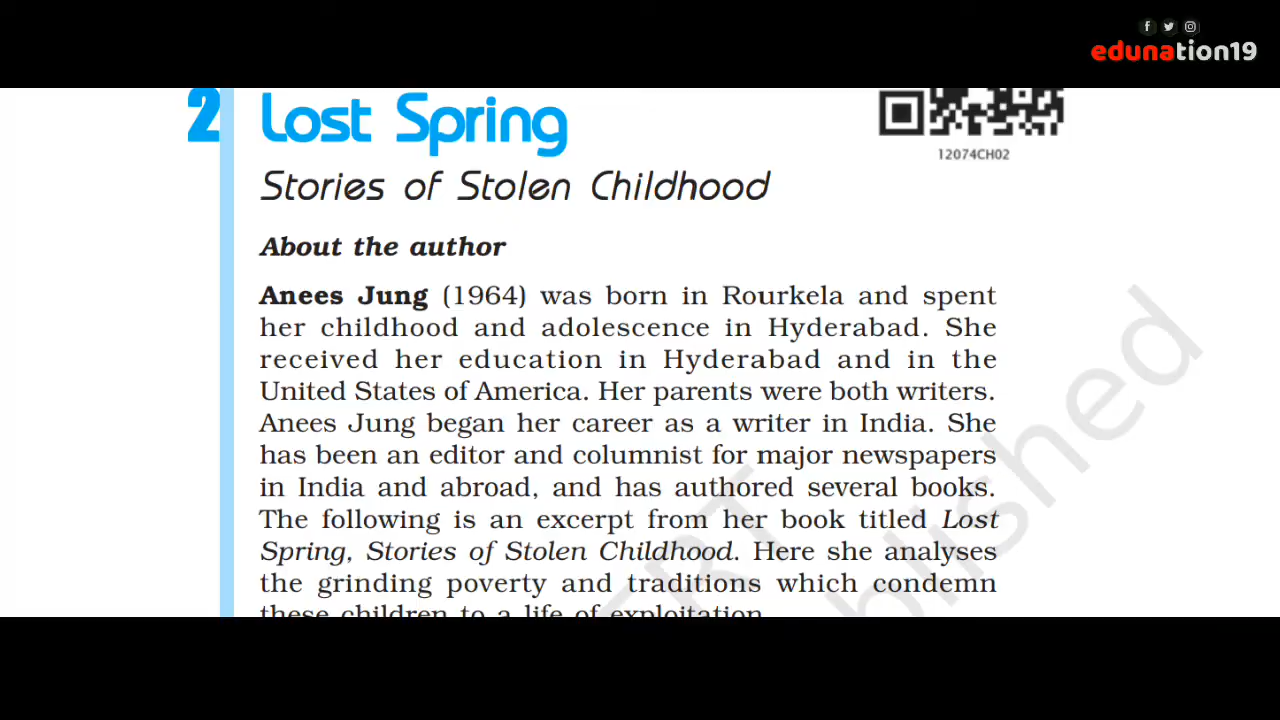 edunation19
2 Lost Spring
12074CH02
Stories of Stolen Childhood
About the author
Anees Jung (1964) was born in Rourkela and spent
her childhood and adolescence in Hyderabad. She
received her education in Hyderabad and in the
United States of America. Her parents were both writers.
Anees Jung began her career as a writer in India. She
has been an editor and columnist for major newspapers
in India and abroad, and has authored several books.
The following is an excerpt from her book titled Lost
Spring, Stories of Stolen Childhood. Here she analyses
the grinding poverty and traditions which condemn
these children to a life of exploitation.